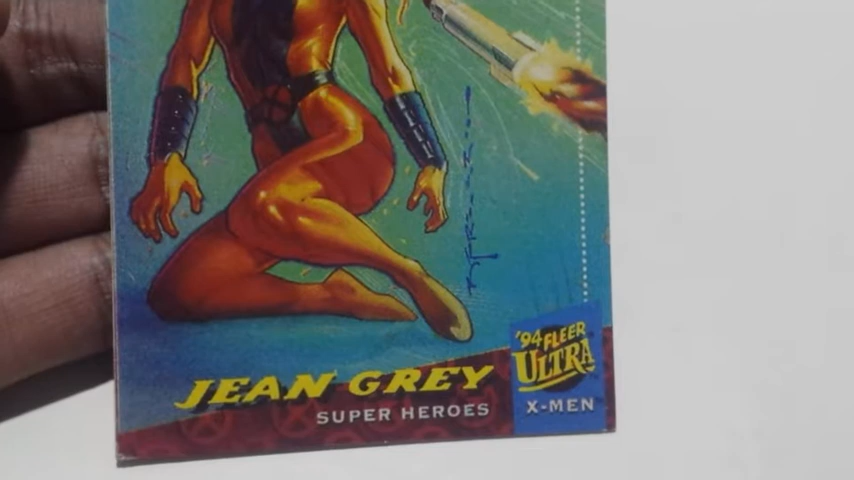 '94 FLEER
ULTRA
X-MEN
JEAN GREY
SUPER HEROES